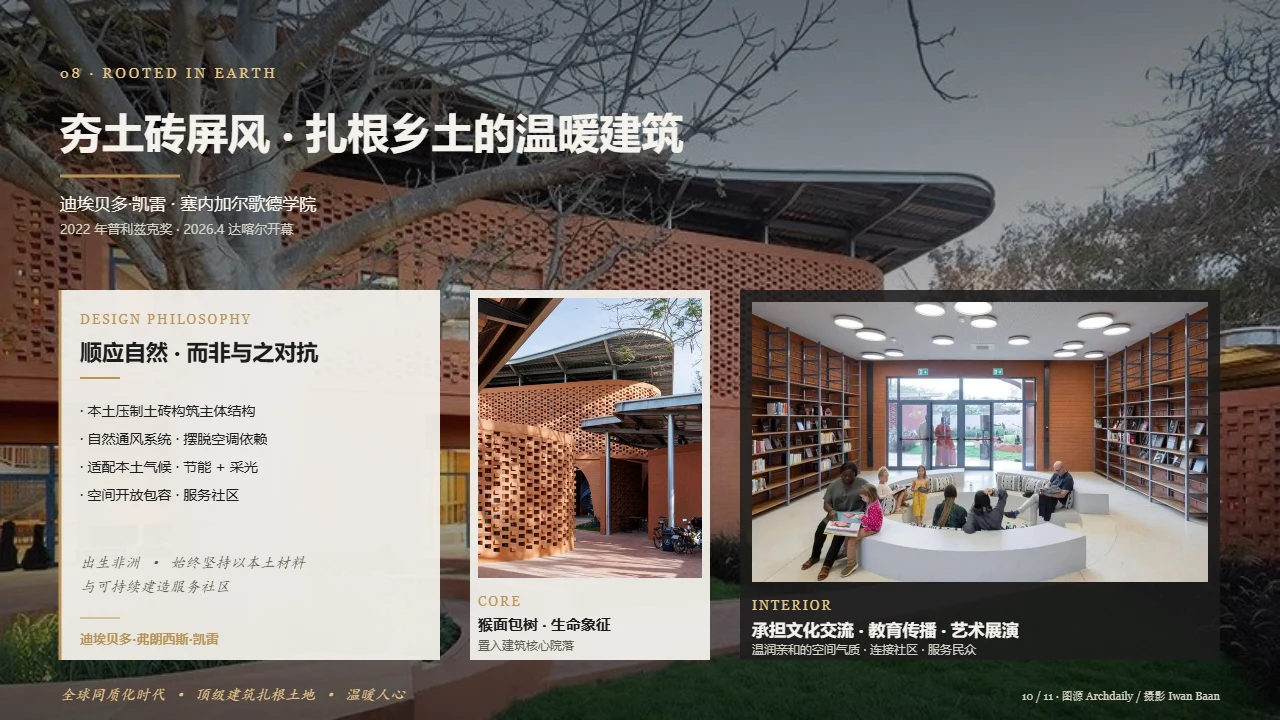 08 · ROOTED IN EARTH
夯土砖屏风 · 扎根乡土的温暖建筑
迪埃贝多·凯雷 · 塞内加尔歌德学院
2022 年普利兹克奖 · 2026.4 达喀尔开幕
DESIGN PHILOSOPHY
顺应自然 · 而非与之对抗
· 本土压制土砖构筑主体结构
· 自然通风系统 · 摆脱空调依赖
· 适配本土气候 · 节能 + 采光
· 空间开放包容 · 服务社区
出生非洲 • 始终坚持以本土材料
与可持续建造服务社区
迪埃贝多·弗朗西斯·凯雷
CORE
猴面包树 · 生命象征
置入建筑核心院落
INTERIOR
承担文化交流 · 教育传播 · 艺术展演
温润亲和的空间气质 · 连接社区 · 服务民众
全球同质化时代 • 顶级建筑扎根土地 • 温暖人心
10 / 11 · 图源 Archdaily / 摄影 Iwan Baan